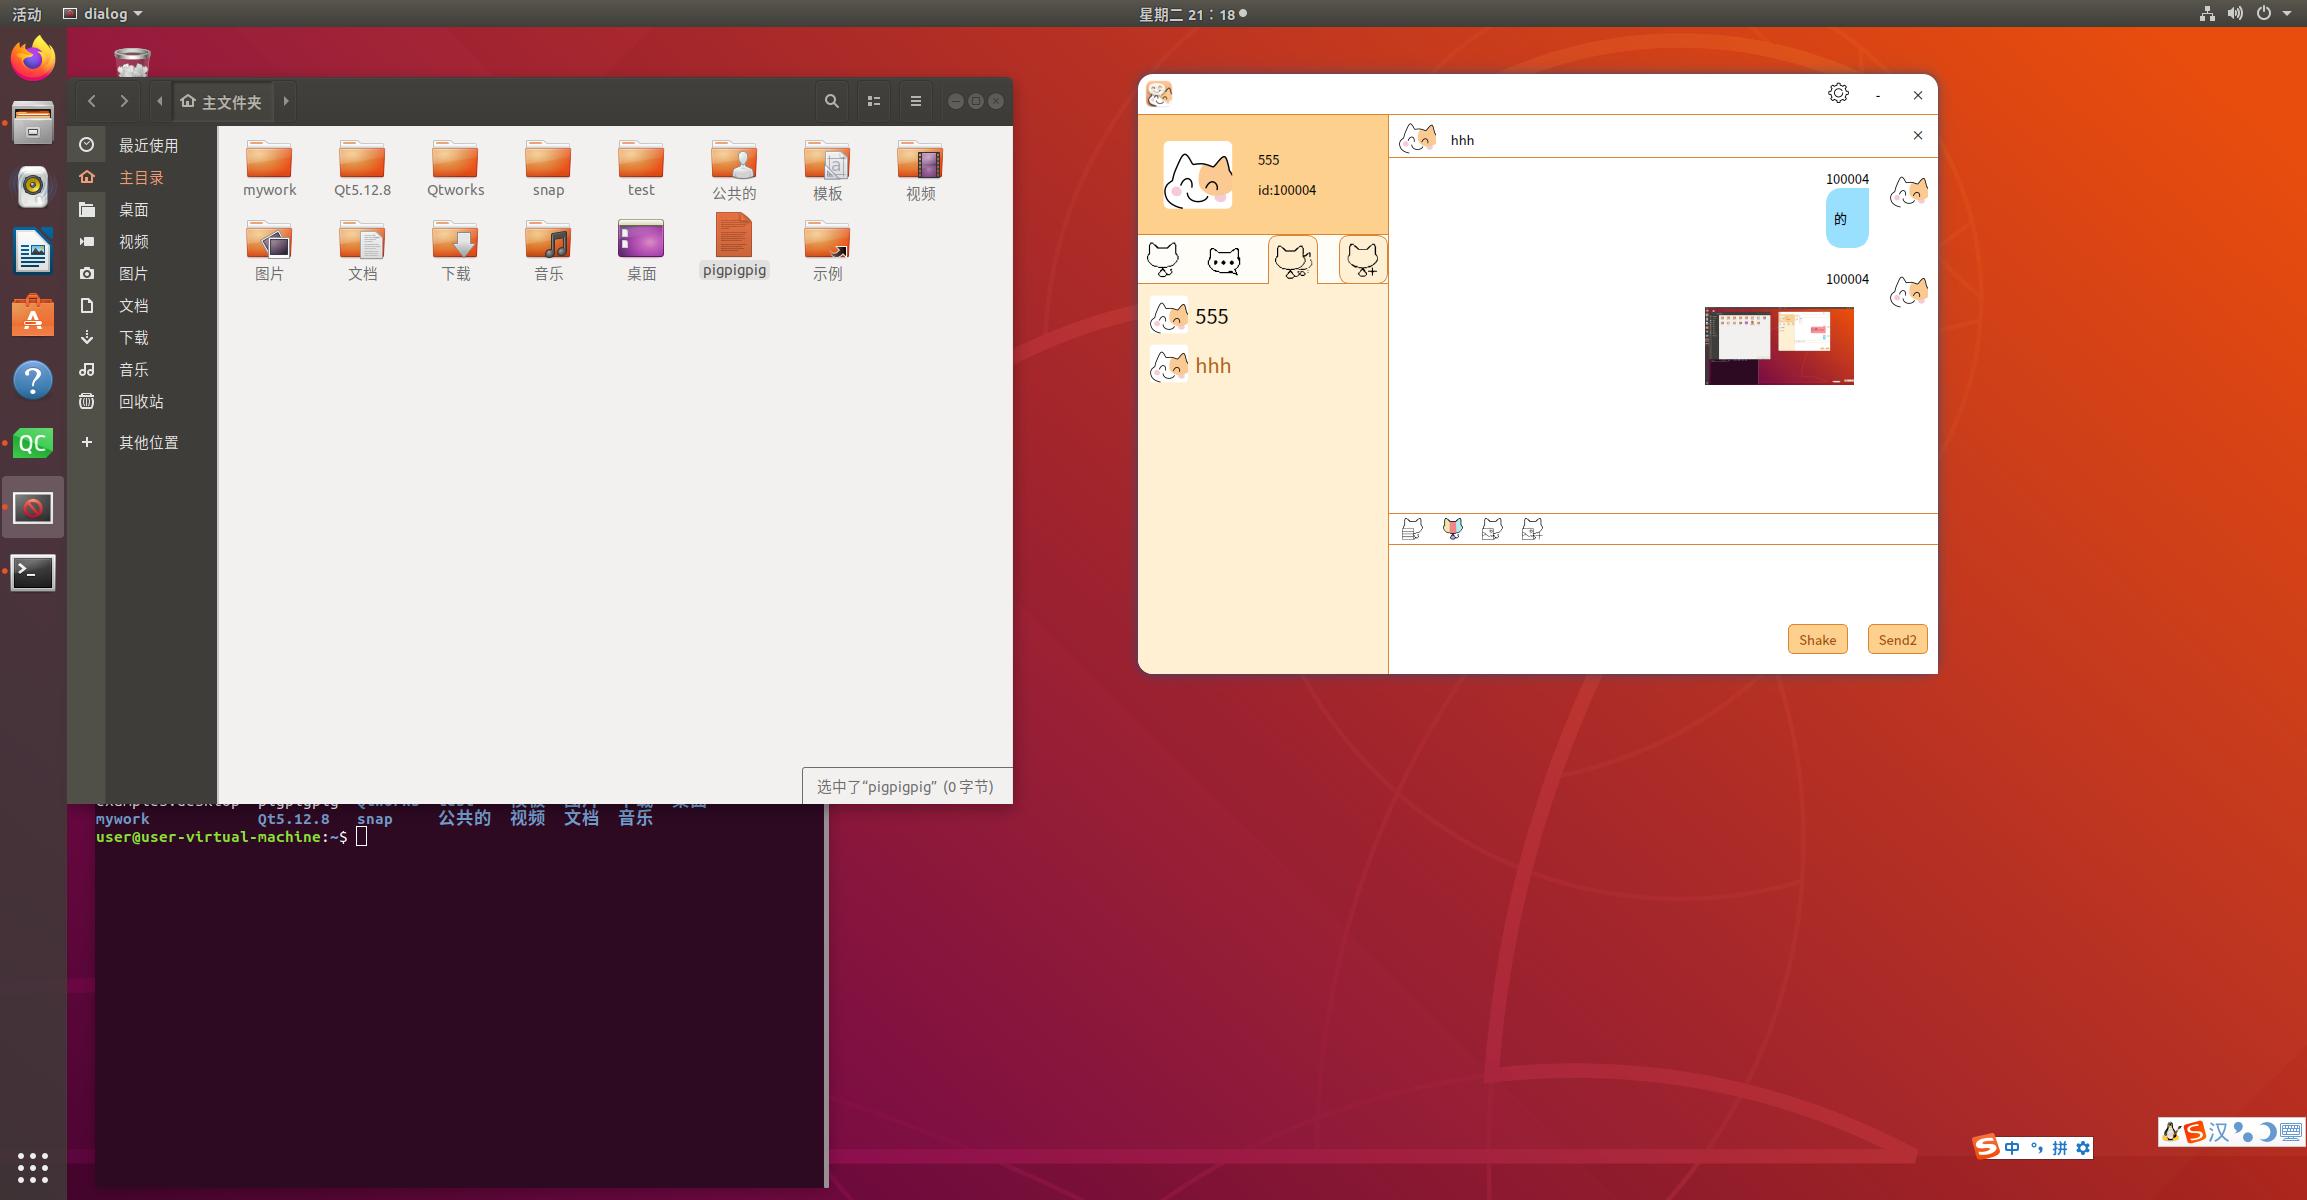 活动
dialog
星期二 21：18
主文件夹
最近使用
主目录
桌面
视频
图片
文档
下载
音乐
回收站
其他位置
mywork
Qt5.12.8
Qtworks
snap
test
公共的
模板
视频
图片
文档
下载
音乐
桌面
pigpigpig
示例
选中了“pigpigpig” (0 字节)
mywork Qt5.12.8 snap 公共的 视频 文档 音乐
user@user-virtual-machine:~$
555
id:100004
555
hhh
hhh
100004
的
100004
Shake
Send2
中 拼
汉